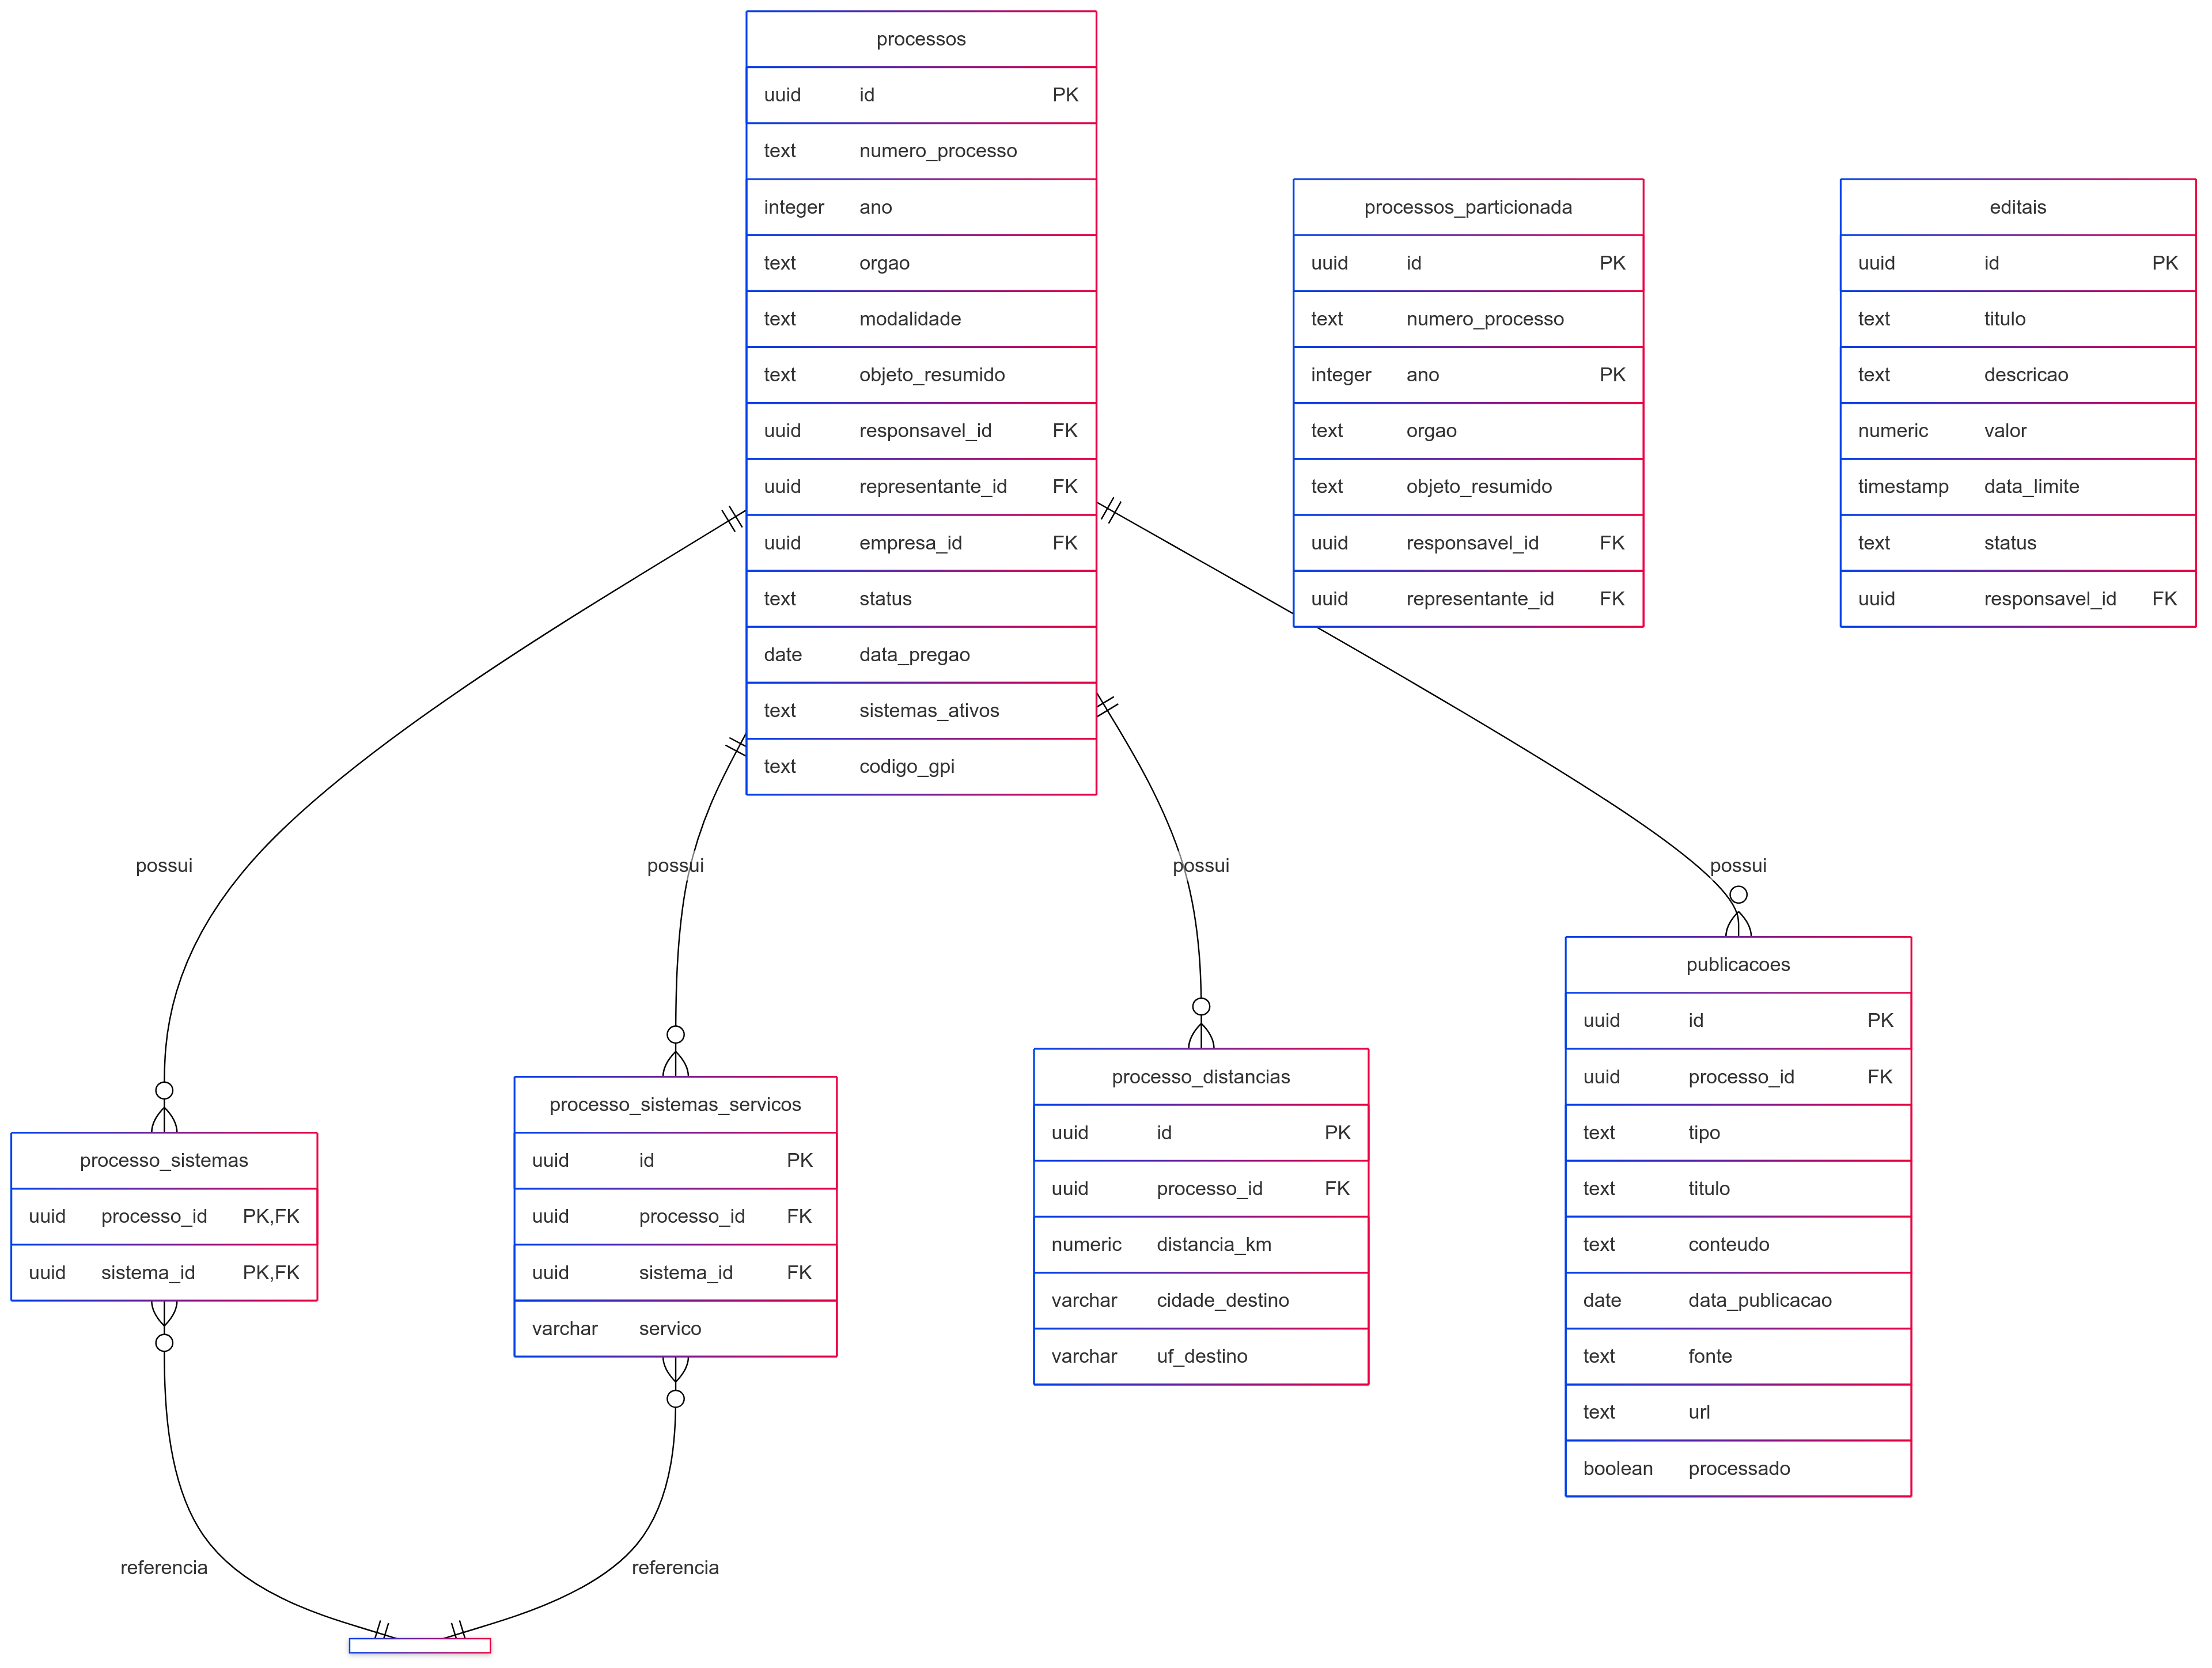 processos
uuid id PK
text numero_processo
integer ano
text orgao
text modalidade
text objeto_resumido
uuid responsavel_id FK
uuid representante_id FK
uuid empresa_id FK
text status
date data_pregao
text sistemas_ativos
text codigo_gpi
processos_particionada
uuid id PK
text numero_processo
integer ano PK
text orgao
text objeto_resumido
uuid responsavel_id FK
uuid representante_id FK
editais
uuid id PK
text titulo
text descricao
numeric valor
timestamp data_limite
text status
uuid responsavel_id FK
possui
possui
possui
possui
processo_sistemas
uuid processo_id PK,FK
uuid sistema_id PK,FK
processo_sistemas_servicos
uuid id PK
uuid processo_id FK
uuid sistema_id FK
varchar servico
processo_distancias
uuid id PK
uuid processo_id FK
numeric distancia_km
varchar cidade_destino
varchar uf_destino
publicacoes
uuid id PK
uuid processo_id FK
text tipo
text titulo
text conteudo
date data_publicacao
text fonte
text url
boolean processado
referencia
referencia